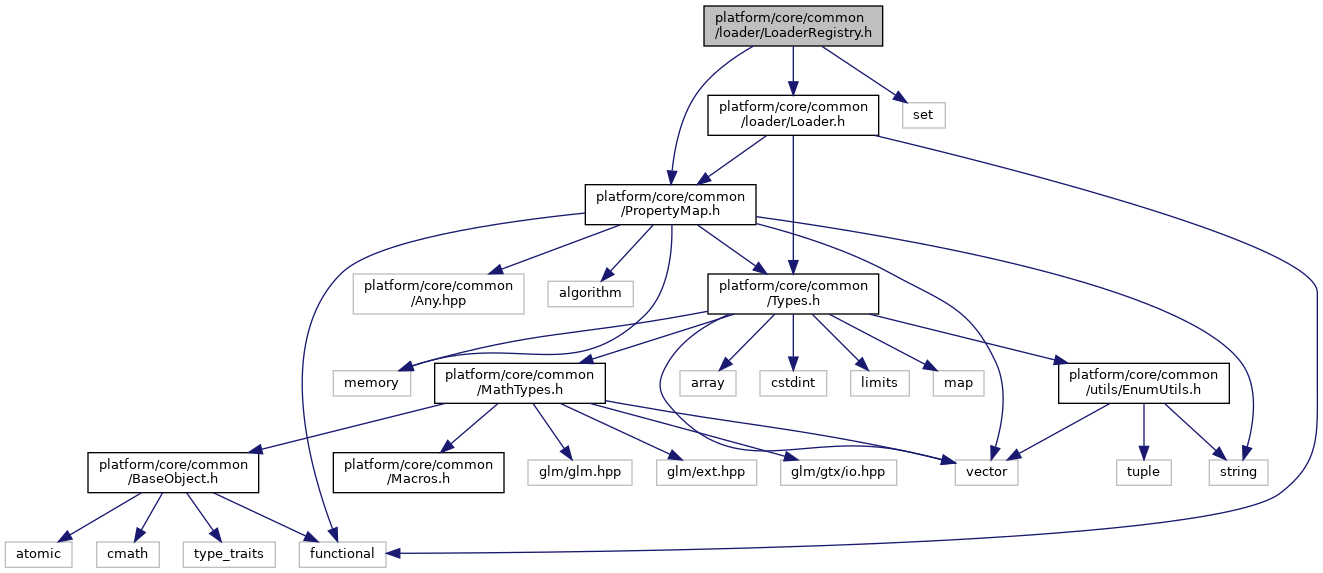 platform/core/common
/loader/LoaderRegistry.h
platform/core/common
/loader/Loader.h
set
platform/core/common
/PropertyMap.h
platform/core/common
/Any.hpp
algorithm
platform/core/common
/Types.h
memory
platform/core/common
/MathTypes.h
array
cstdint
limits
map
platform/core/common
/utils/EnumUtils.h
platform/core/common
/BaseObject.h
platform/core/common
/Macros.h
glm/glm.hpp
glm/ext.hpp
glm/gtx/io.hpp
vector
tuple
string
atomic
cmath
type_traits
functional